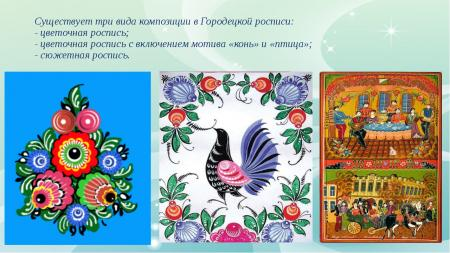 Существует три вида композиции в Городецкой росписи:
- цветочная роспись;
- цветочная роспись с включением мотива «конь» и «птица»;
- сюжетная роспись.